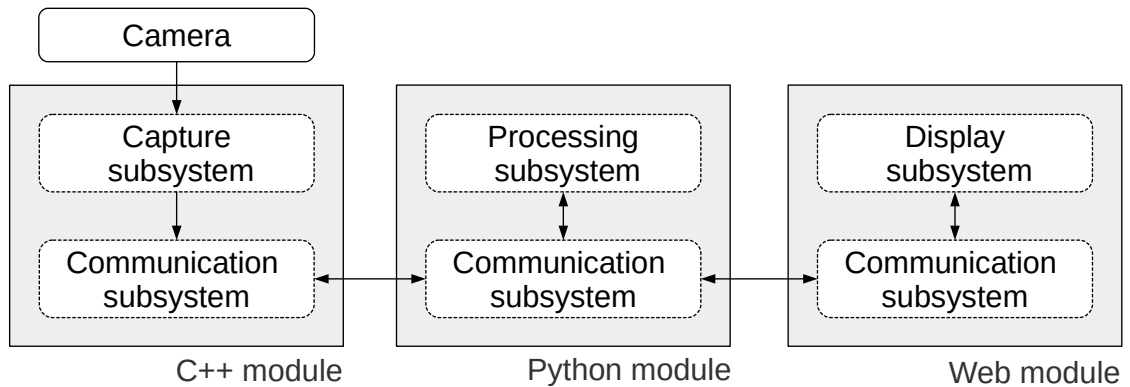 Camera
Capture
subsystem
Communication
subsystem
C++ module
Processing
subsystem
Communication
subsystem
Python module
Display
subsystem
Communication
subsystem
Web module